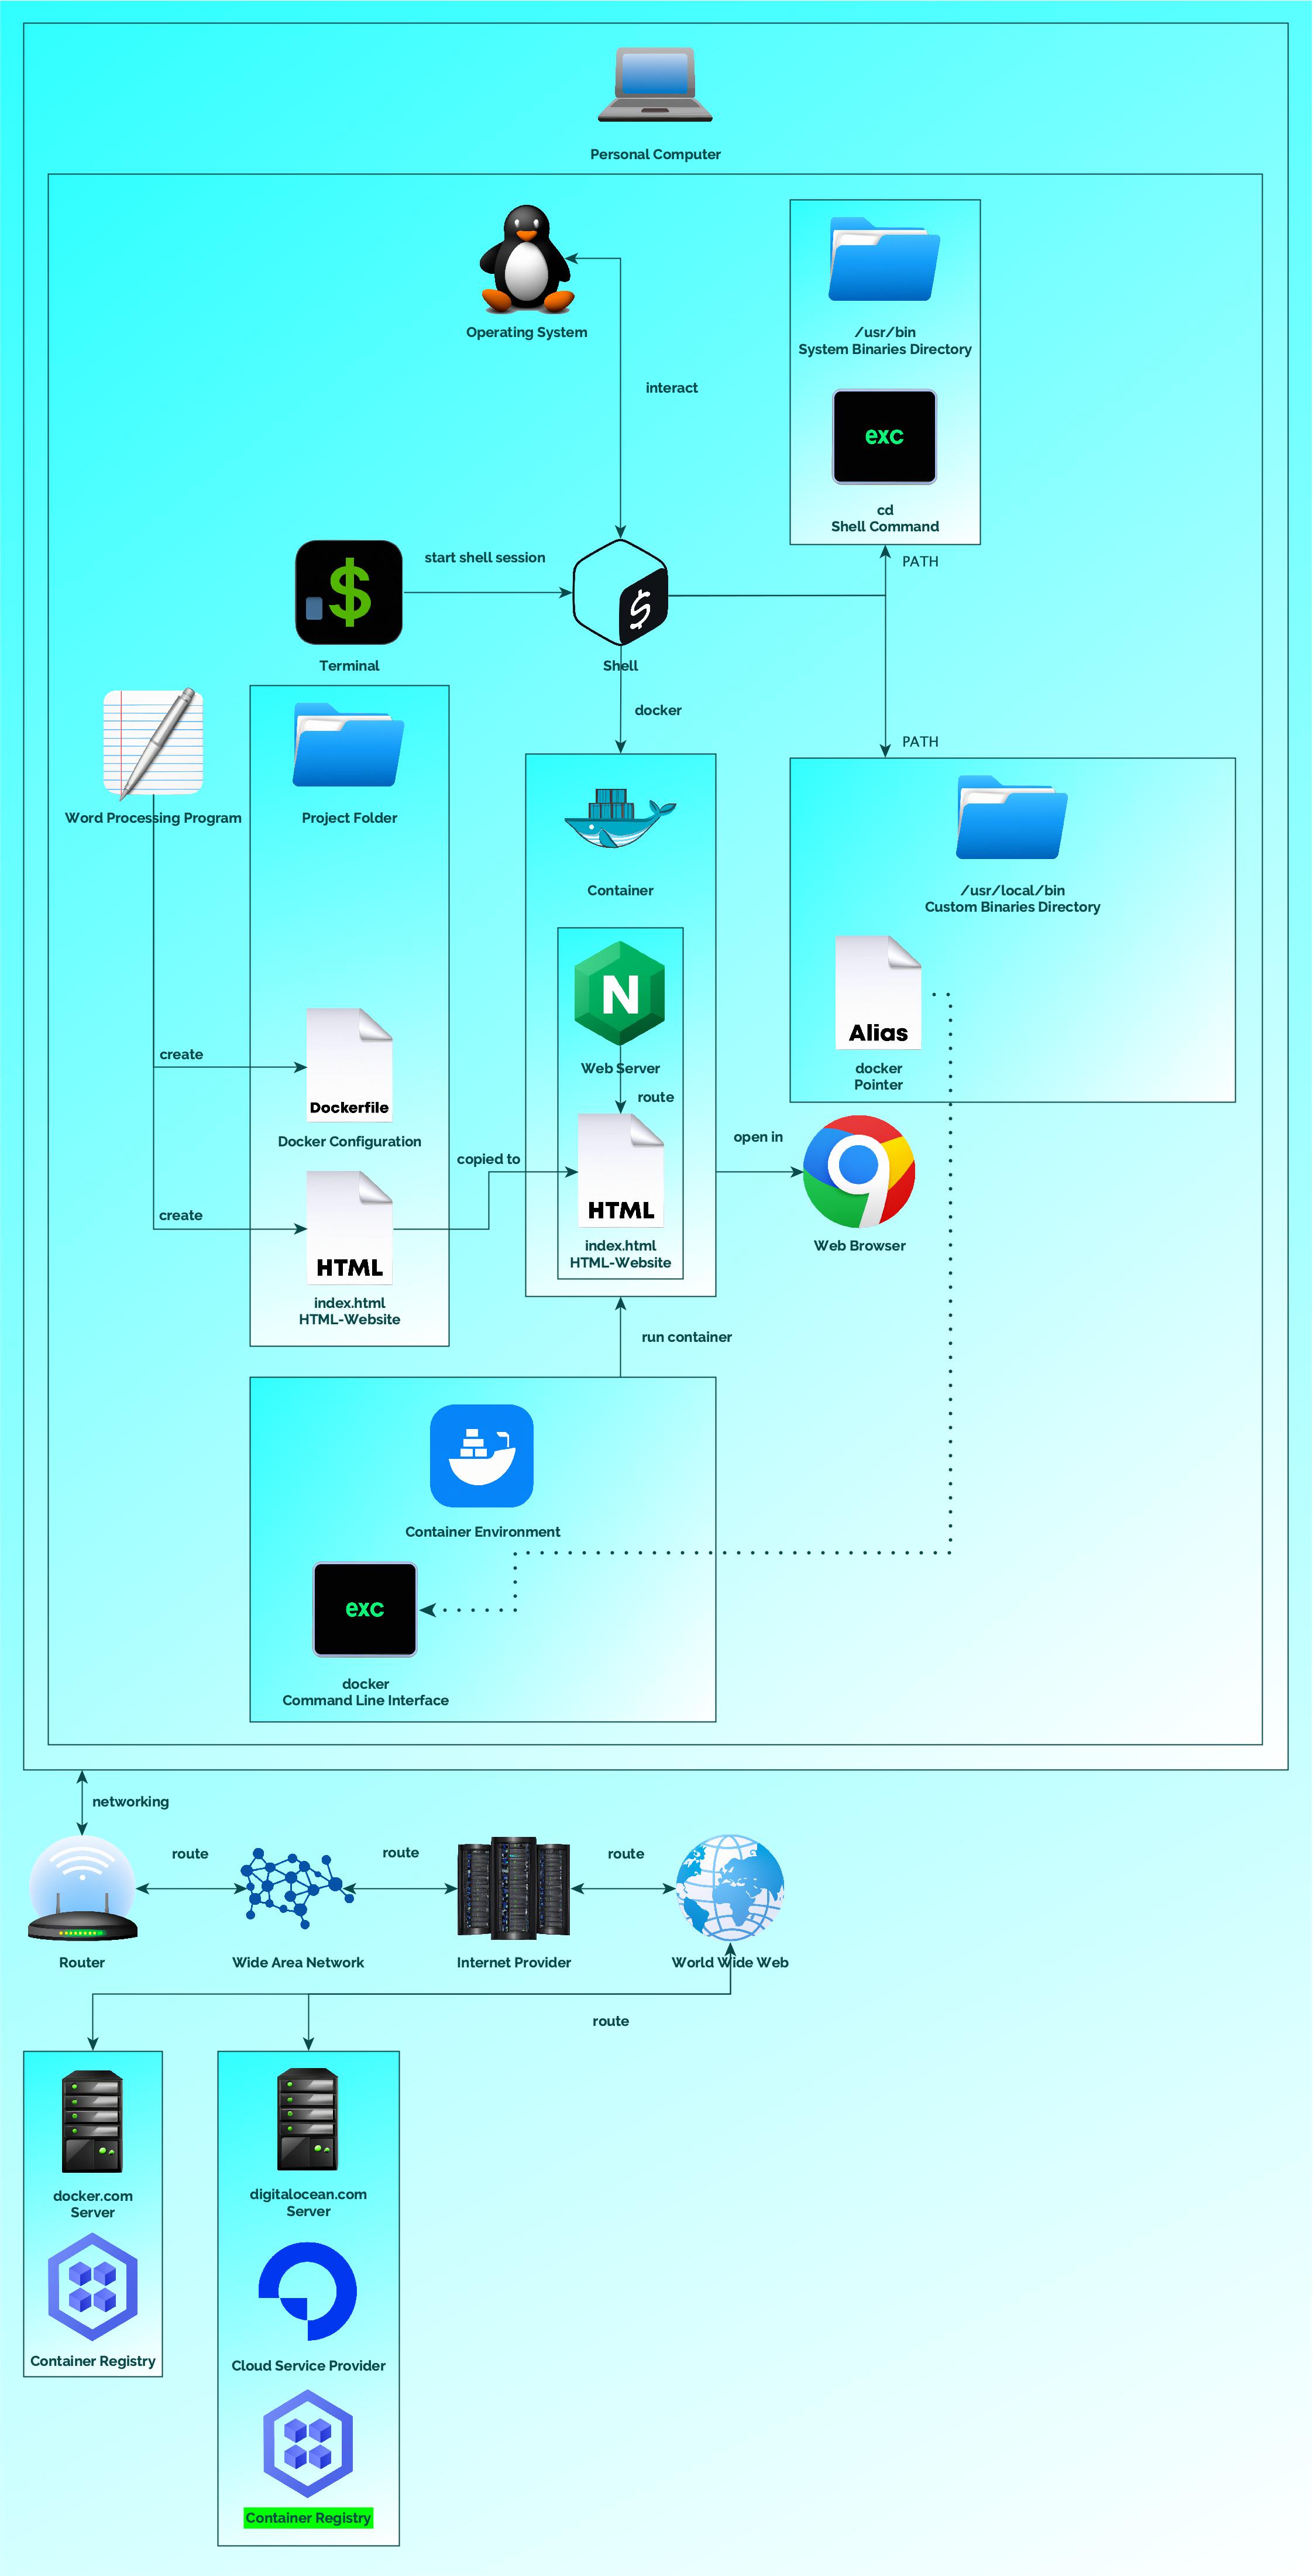 Personal Computer
Operating System
/usr/bin
System Binaries Directory
interact
exc
cd
Shell Command
start shell session
PATH
$
$
Terminal
Shell
docker
PATH
Word Processing Program
Project Folder
Container
/usr/local/bin
Custom Binaries Directory
N
Alias
Web Server
docker
Pointer
create
Dockerfile
route
Docker Configuration
copied to
open in
HTML
create
index.html
HTML-Website
Web Browser
HTML
index.html
HTML-Website
run container
Container Environment
exc
docker
Command Line Interface
networking
route
route
route
Router
Wide Area Network
Internet Provider
World Wide Web
route
docker.com
Server
digitalocean.com
Server
Container Registry
Cloud Service Provider
Container Registry